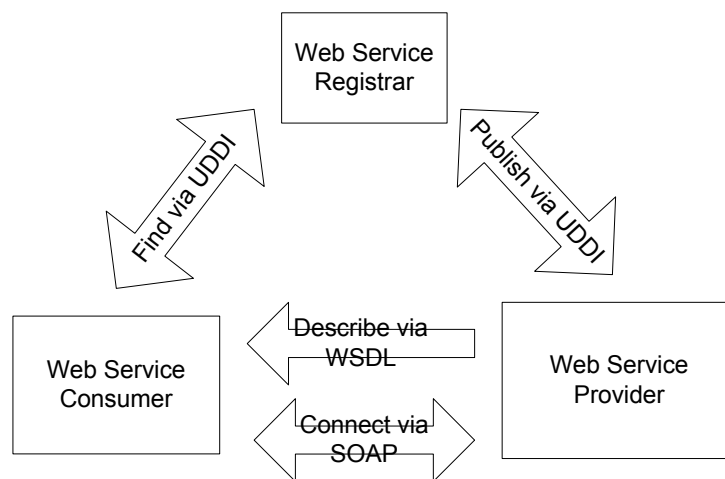 Web Service
Registrar
Find via UDDI
Publish via UDDI
Describe via
WSDL
Web Service
Consumer
Web Service
Provider
Connect via
SOAP